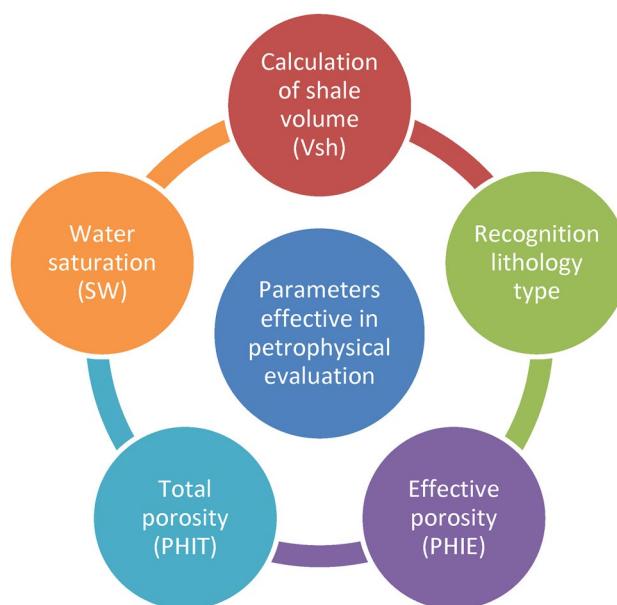 Calculation
of shale
volume
(Vsh)
Recognition
lithology
type
Effective
porosity
(PHIE)
Total
porosity
(PHIT)
Water
saturation
(SW)
Parameters
effective in
petrophysical
evaluation